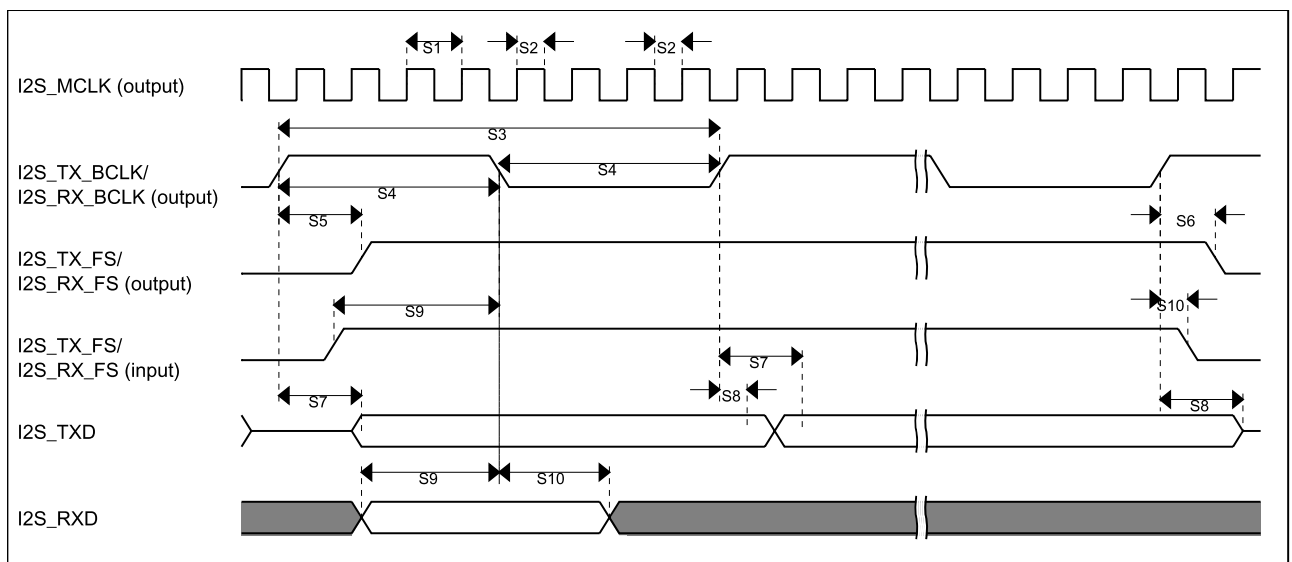 S1
S2
S2
I2S_MCLK (output)
S3
I2S_TX_BCLK/
I2S_RX_BCLK (output)
S4
S4
S5
S6
I2S_TX_FS/
I2S_RX_FS (output)
S9
S10
I2S_TX_FS/
I2S_RX_FS (input)
S7
S8
S7
S8
I2S_TXD
S9
S10
I2S_RXD